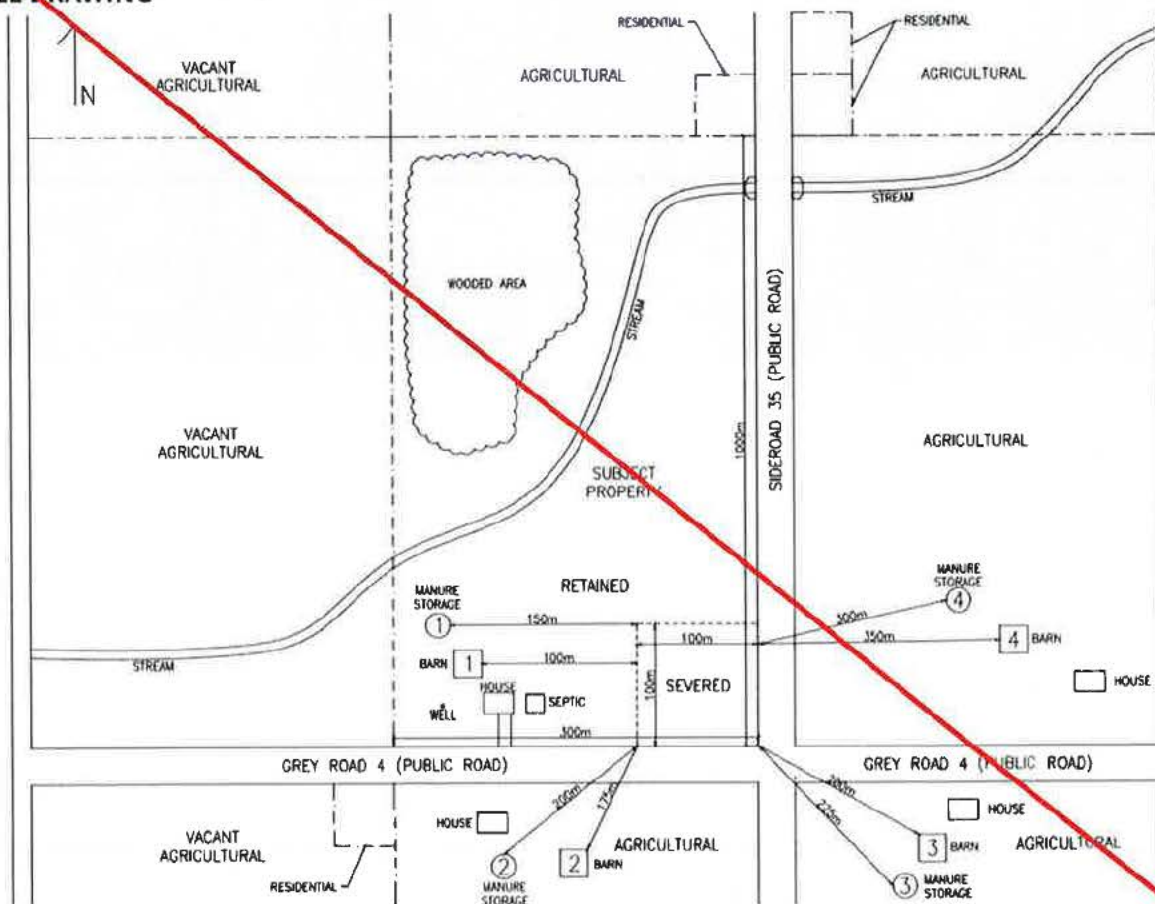 RESIDENTIAL
RESIDENTIAL
VACANT
AGRICULTURAL
AGRICULTURAL
AGRICULTURAL
N
STREAM
WOODED AREA
STREAM
SIDEROAD 35 (PUBLIC ROAD)
1000m
VACANT
AGRICULTURAL
AGRICULTURAL
SUBJECT
PROPERTY
RETAINED
MANURE
STORAGE
1
150m
MANURE
STORAGE
4
300m
100m
350m
4
BARN
BARN
1
100m
100m
SEVERED
STREAM
HOUSE
SEPTIC
WELL
HOUSE
300m
GREY ROAD 4 (PUBLIC ROAD)
GREY ROAD 4 (PUBLIC ROAD)
200m
175m
200m
225m
HOUSE
HOUSE
VACANT
AGRICULTURAL
AGRICULTURAL
AGRICULTURAL
2
2
BARN
3
BARN
RESIDENTIAL
MANURE
STORAGE
3
MANURE
STORAGE